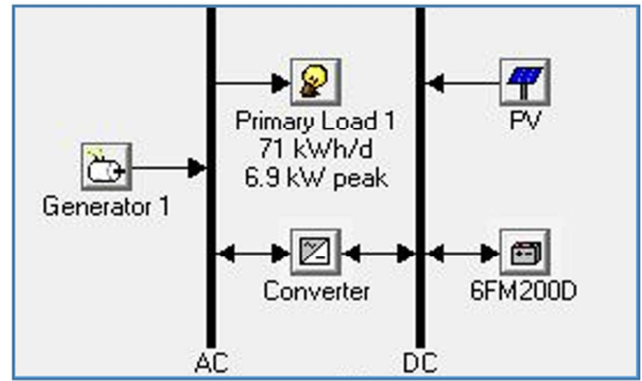 Primary Load 1
71 kWh/d
6.9 kW peak
PV
Generator 1
Converter
6FM200D
AC
DC